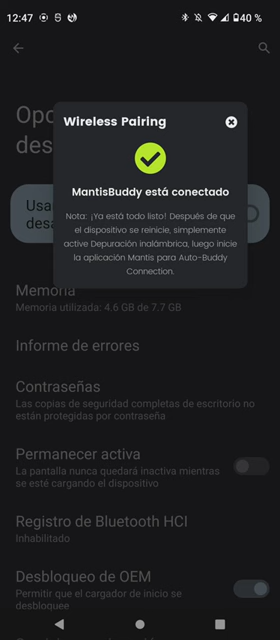 12:47
40 %
Opc
des
Wireless Pairing
Usa
desa
MantisBuddy está conectado
Nota: ¡Ya está todo listo! Después de que
el dispositivo se reinicie, simplemente
active Depuración inalámbrica, luego inicie
la aplicación Mantis para Auto-Buddy
Connection.
Memoria
Memoria utilizada: 4.6 GB de 7.7 GB
Informe de errores
Contraseñas
Las copias de seguridad completas de escritorio no
están protegidas por contraseña
Permanecer activa
La pantalla nunca quedará inactiva mientras
se esté cargando el dispositivo
Registro de Bluetooth HCI
Inhabilitado
Desbloqueo de OEM
Permitir que el cargador de inicio se
desbloquee